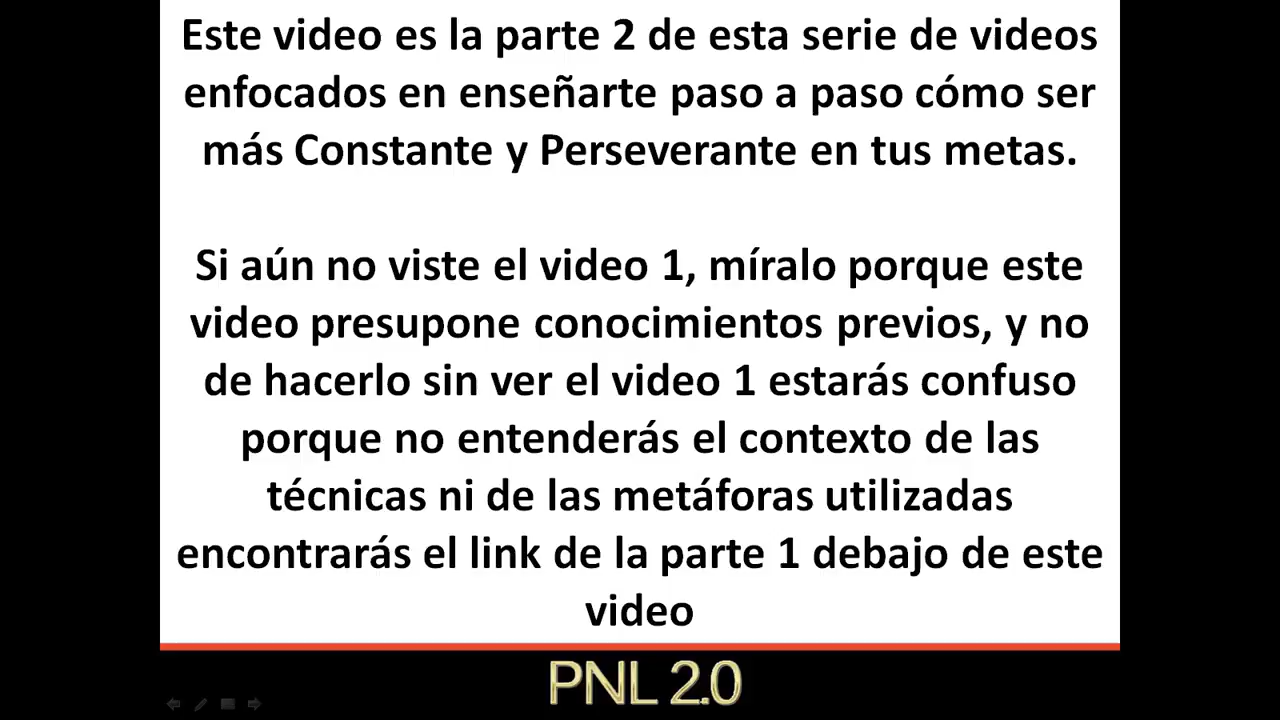 Este video es la parte 2 de esta serie de videos
enfocados en enseñarte paso a paso cómo ser
más Constante y Perseverante en tus metas.
Si aún no viste el video 1, míralo porque este
video presupone conocimientos previos, y no
de hacerlo sin ver el video 1 estarás confuso
porque no entenderás el contexto de las
técnicas ni de las metáforas utilizadas
encontrarás el link de la parte 1 debajo de este
video
PNL 2.0